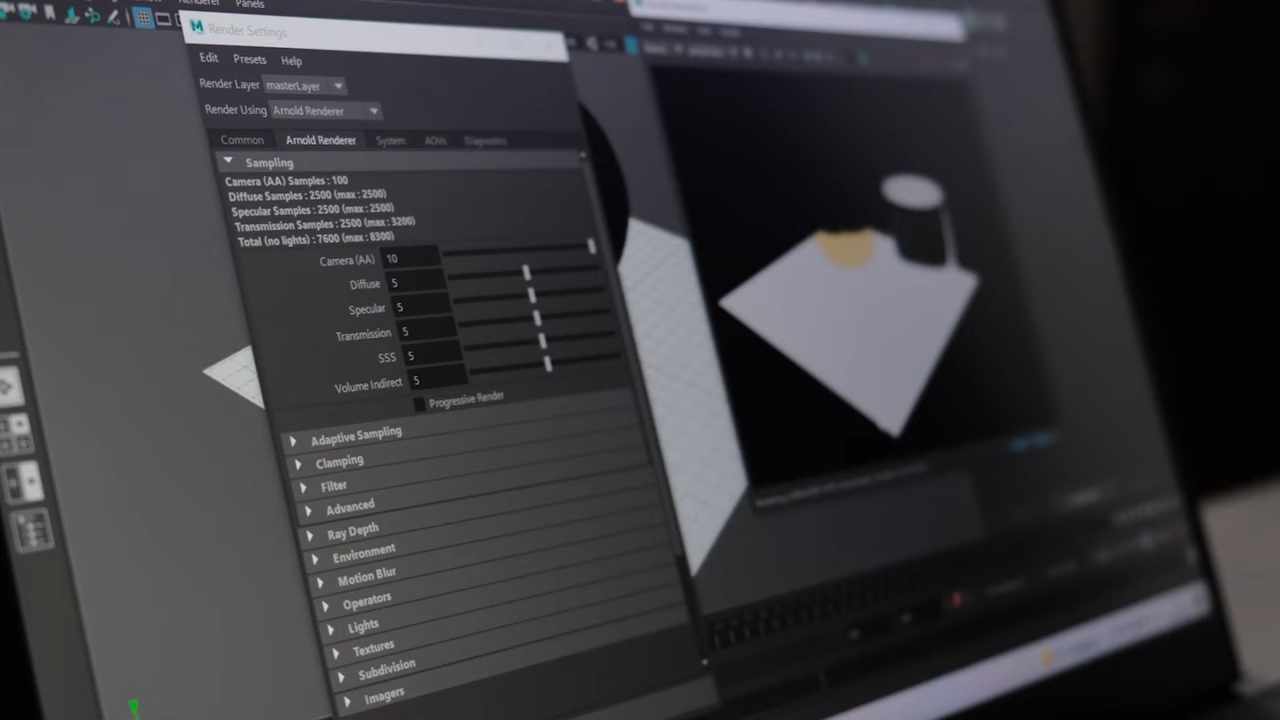 Renderer Panels
Render Settings
Edit Presets Help
Render Layer masterLayer
Render Using Arnold Renderer
Common Arnold Renderer System AOVs Diagnostics
Sampling
Camera (AA) Samples : 100
Diffuse Samples : 2500 (max : 2500)
Specular Samples : 2500 (max : 2500)
Transmission Samples : 2500 (max : 3200)
Total (no lights) : 7600 (max : 8300)
Camera (AA) 10
Diffuse 5
Specular 5
Transmission 5
SSS 5
Volume Indirect 5
Progressive Render
Adaptive Sampling
Clamping
Filter
Advanced
Ray Depth
Environment
Motion Blur
Operators
Lights
Textures
Subdivision
Imagers